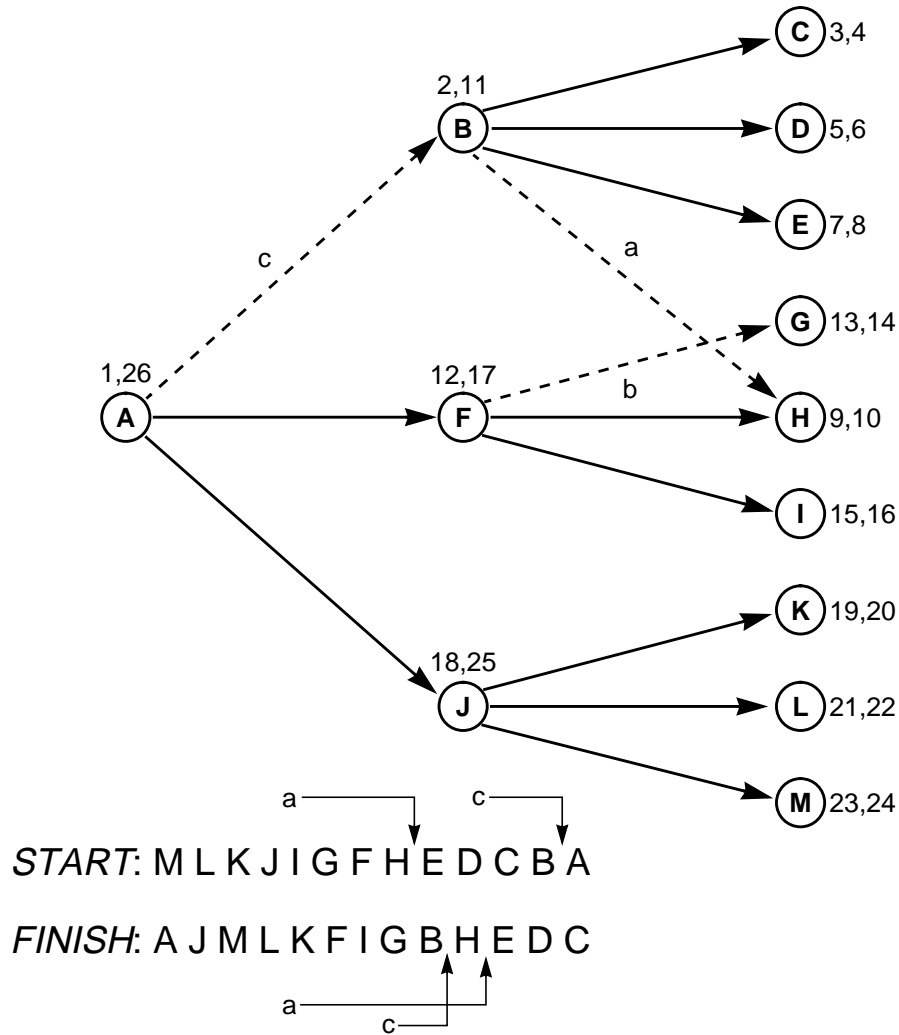 C 3,4
2,11
B
D 5,6
E 7,8
a
c
G 13,14
1,26
12,17
b
A
F
H 9,10
I 15,16
K 19,20
18,25
J
L 21,22
M 23,24
a c
START: M L K J I G F H E D C B A
FINISH: A J M L K F I G B H E D C
a
c